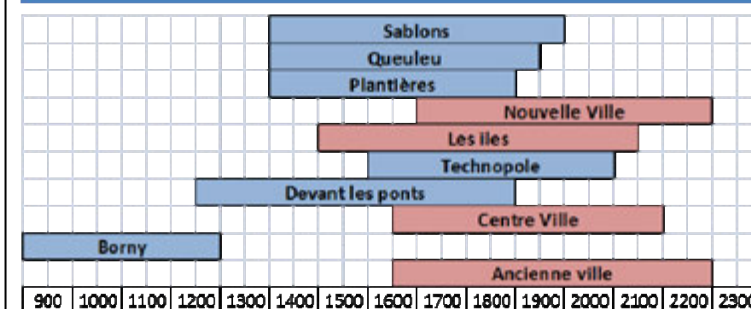 Sablons
Queuleu
Plantières
Nouvelle Ville
Les iles
Technopole
Devant les ponts
Centre Ville
Borny
Ancienne ville
900 1000 1100 1200 1300 1400 1500 1600 1700 1800 1900 2000 2100 2200 2300